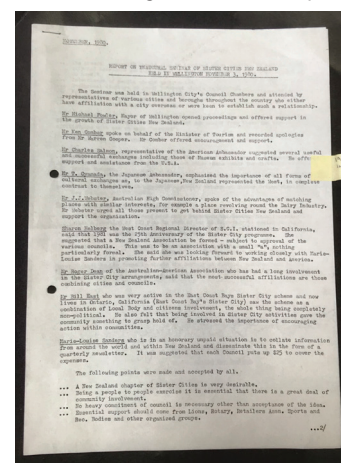 NOVEMBER, 1980.
REPORT ON INAUGURAL SEMINAR OF SISTER CITIES NEW ZEALAND
HELD IN WELLINGTON NOVEMBER 3, 1980.
The Seminar was held in Wellington City's Council Chambers and attended by
representatives of various cities and boroughs throughout the country who either
have affiliation with a city overseas or were keen to establish such a relationship.
Mr Michael Fowler, Mayor of Wellington opened proceedings and offered support in
the growth of Sister Cities New Zealand.
Mr Ken spoke on behalf of the Minister of Tourism and recorded apologies
from Mr Warren Cooper. Mr offered encouragement and support.
Mr Charles, representative of the American Ambassador suggested several useful
and successful exchanges including those of Museum exhibits and crafts. He offered
support and assistance from the U.S.A.
Mr T., the Japanese Ambassador, emphasised the importance of all forms of
cultural exchanges as, to the Japanese, New Zealand represented the West, in complete
contrast to themselves.
Mr J.J.Webster, Australian High Commissioner, spoke of the advantages of matching
places with similar interests, for example a place revolving round the Dairy Industry.
Mr Webster urged all those present to get behind Sister Cities New Zealand and
support the organisation.
Sharon the West Coast Regional Director of S.C.I. stationed in California,
said that 1981 was the 25th Anniversary of the Sister City programme. She
suggested that a New Zealand Association be formed - subject to approval of the
various councils. This was to be an association with a small "a", nothing
particularly formal. She said she was looking forward to working closely with Marie-
Louise Sanders in promoting further affiliations between New Zealand and America.
Mr Roger Dean of the Australian-American Association who has had a long involvement
in the Sister City arrangements, said that the most successful affiliations are those
combining cities and councils.
Mr Bill East who was very active in the East Coast Bays Sister City scheme and now
lives in Ontario, California (East Coast Bay's Sister City) saw the scheme as a
combination of Local Body and citizens involvement, the whole thing being completely
non-political. He also felt that being involved in Sister City activities gave the
community something to grasp hold of. He stressed the importance of encouraging
action within communities.
Marie-Louise Sanders who is in an honorary would situation is to collate information
from around the world and within New Zealand and disseminate this in the form of a
quarterly newsletter. It was suggested that each Council pay up $25 to cover the
expenses.
The following points were made and accepted by all.
... A New Zealand chapter of Sister Cities is very desirable.
... Being a people to people exercise it is essential that there is a great deal of
community involvement.
... No heavy commitment of council is necessary other than acceptance of the idea.
... Essential support should come from Lions, Rotary, Retailers Assn. Sports and
Rec. Bodies and other organised groups.
...2/